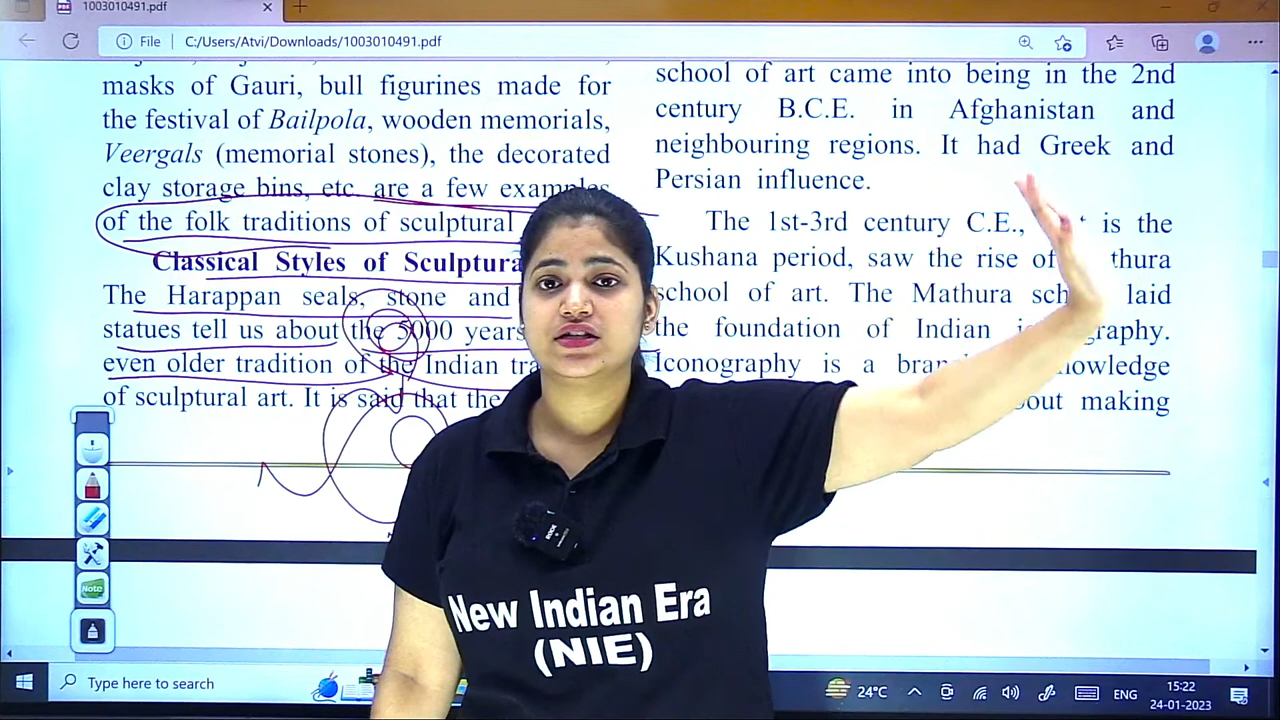 1003010491.pdf
File C:/Users/Atvi/Downloads/1003010491.pdf
masks of Gauri, bull figurines made for
the festival of Bailpola, wooden memorials,
Veergals (memorial stones), the decorated
clay storage bins, etc. are a few examples
of the folk traditions of sculptural
Classical Styles of Sculptura
The Harappan seals, stone and
statues tell us about the 5000 years
even older tradition of the Indian tra
of sculptural art. It is said that the
school of art came into being in the 2nd
century B.C.E. in Afghanistan and
neighbouring regions. It had Greek and
Persian influence.
The 1st-3rd century C.E., is the
Kushana period, saw the rise of thura
school of art. The Mathura sch laid
the foundation of Indian graphy.
Iconography is a bran nowledge
bout making
Note
RODE
New Indian Era
(NIE)
Type here to search
24°C
ENG
15:22
24-01-2023